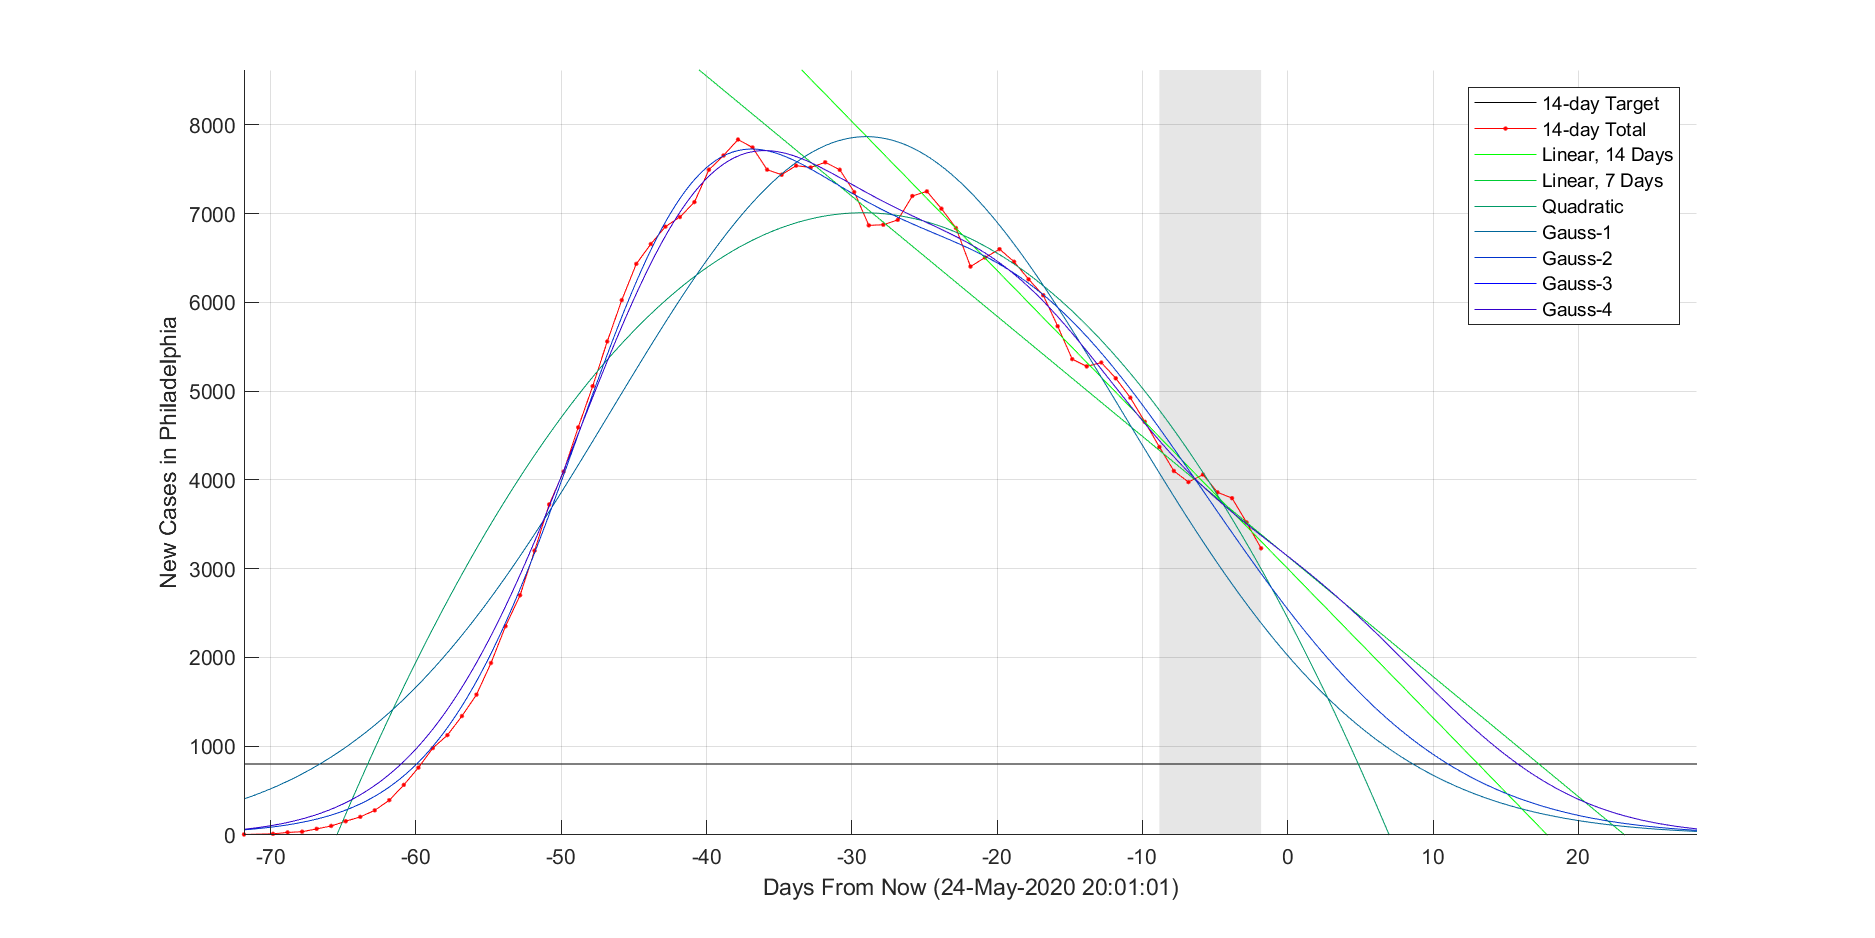 8000
7000
6000
5000
4000
3000
2000
1000
0
New Cases in Philadelphia
-70 -60 -50 -40 -30 -20 -10 0 10 20
Days From Now (24-May-2020 20:01:01)
14-day Target
14-day Total
Linear, 14 Days
Linear, 7 Days
Quadratic
Gauss-1
Gauss-2
Gauss-3
Gauss-4